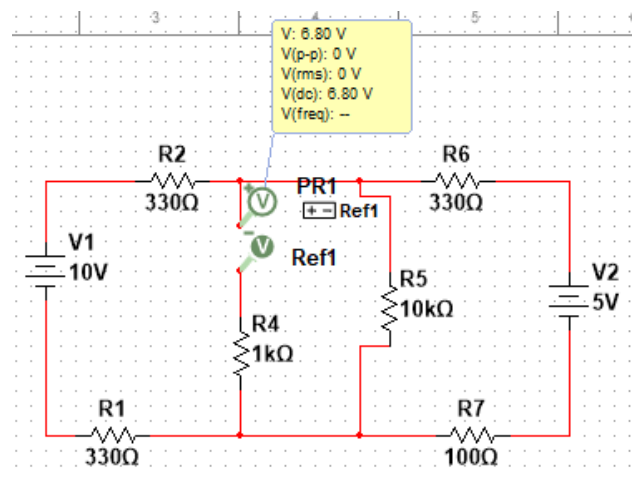 3
4
5
V: 6.80 V
V(p-p): 0 V
V(rms): 0 V
V(dc): 6.80 V
V(freq): --
R2
330Ω
PR1
+ - Ref1
V
V
Ref1
R6
330Ω
V1
10V
R5
10kΩ
V2
5V
R4
1kΩ
R1
330Ω
R7
100Ω